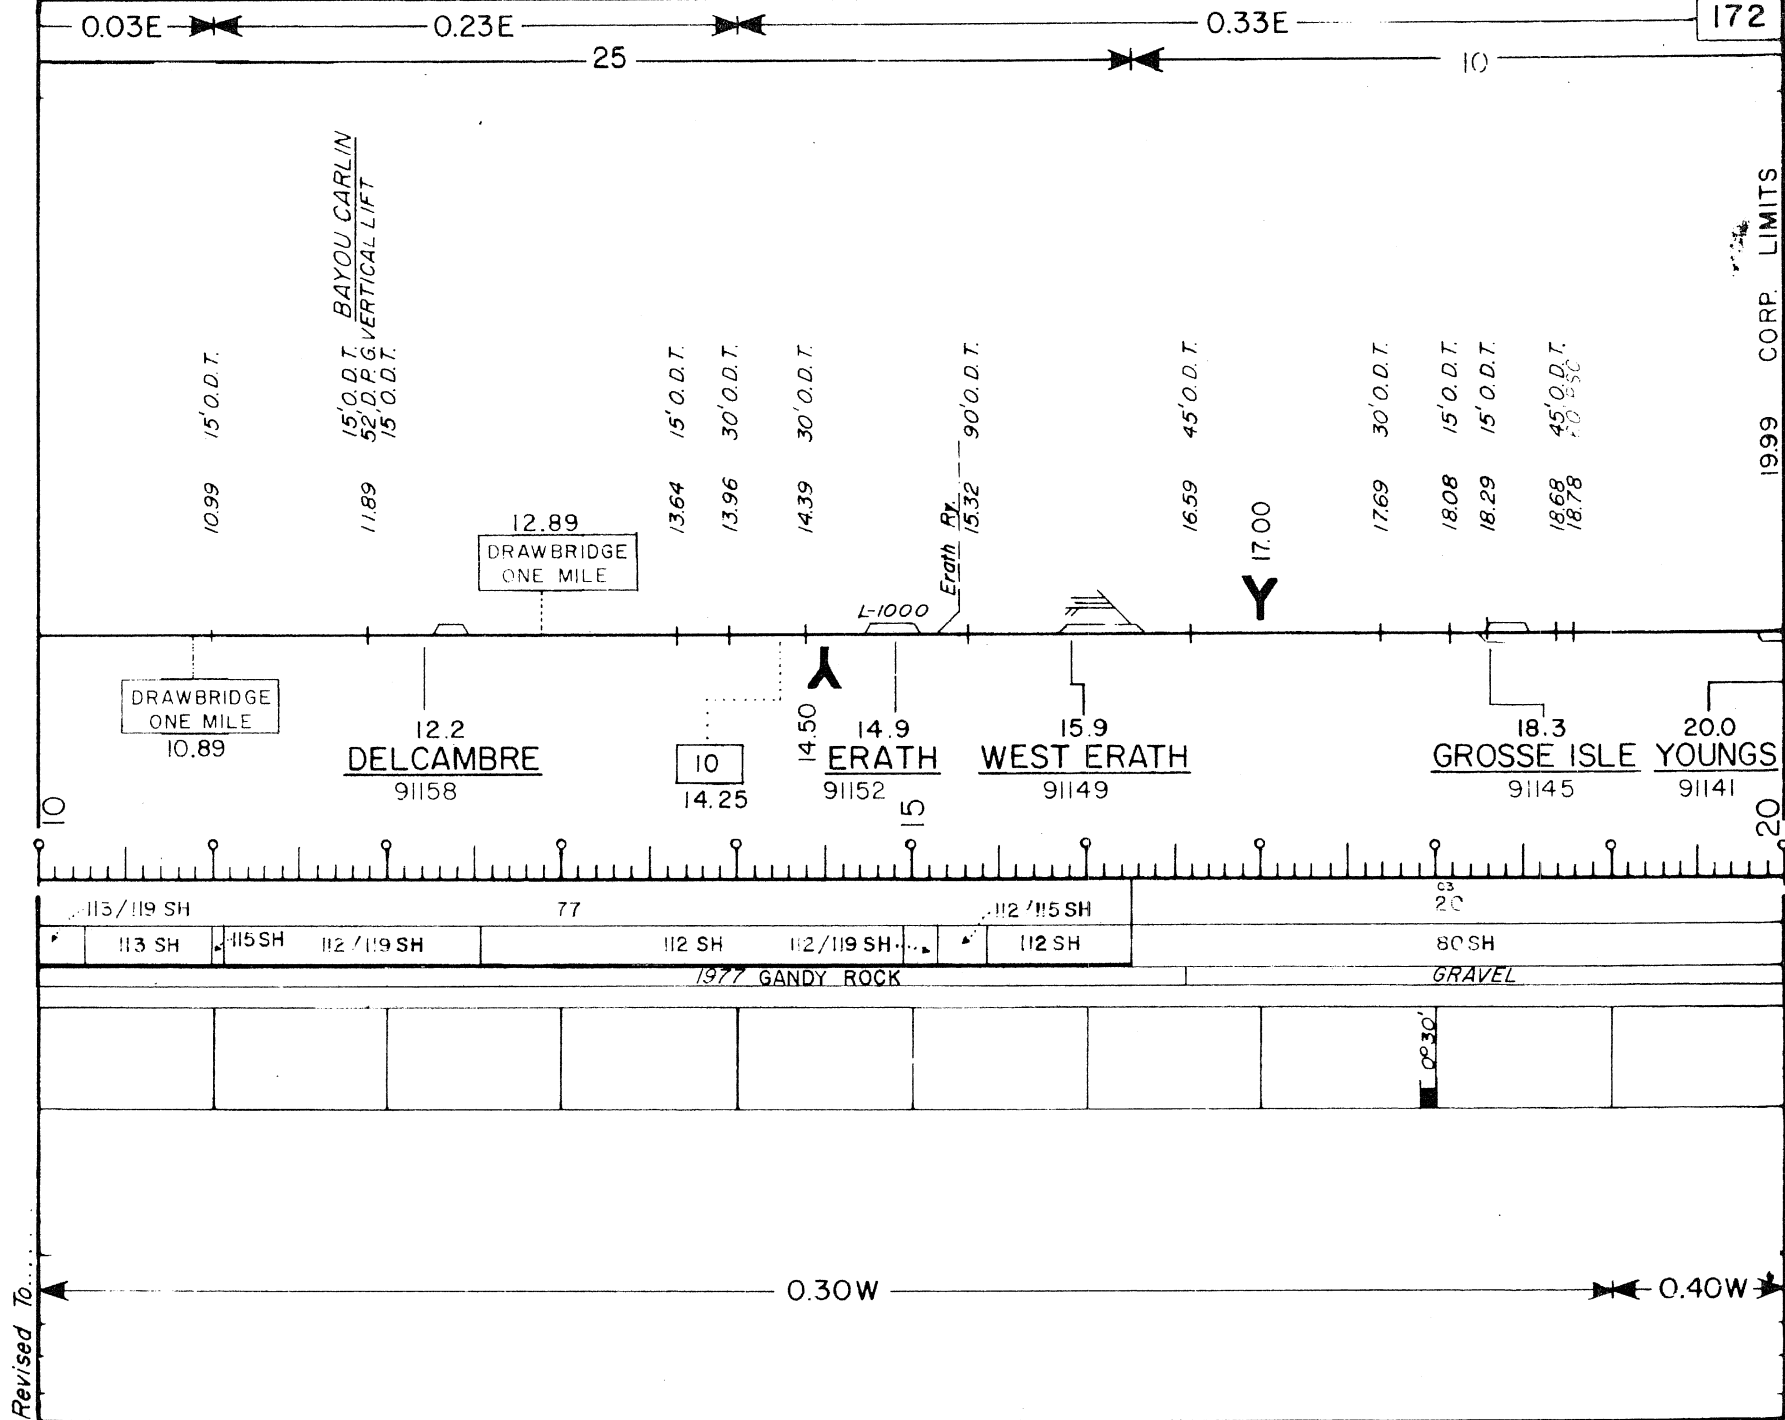 0.03E 0.23E 0.33E 172
25 10
BAYOU CARLIN
10.99 15' O.D.T.
15' O.D.T.
11.89 52' D.P.G. VERTICAL LIFT
15' O.D.T.
13.64 15' O.D.T.
13.96 30' O.D.T.
14.39 30' O.D.T.
Erath Ry.
15.32 90' O.D.T.
16.59 45' O.D.T.
17.00
17.69 30' O.D.T.
18.08 15' O.D.T.
18.29 15' O.D.T.
18.68 45' O.D.T.
18.78 PSC
19.99 CORP. LIMITS
12.89
DRAWBRIDGE
ONE MILE
L-1000
Y
DRAWBRIDGE
ONE MILE
10.89
12.2
DELCAMBRE
91158
10
14.25
Y
14.50
14.9
ERATH
91152
15.9
WEST ERATH
91149
18.3
GROSSE ISLE
91145
20.0
YOUNGS
91141
10 15 20
113/119 SH 77 112/115 SH C3
20
113 SH 115 SH 112/119 SH 112 SH 112/119 SH 112 SH 80 SH
1977 GANDY ROCK GRAVEL
0°30'
0.30W 0.40W
Revised To......